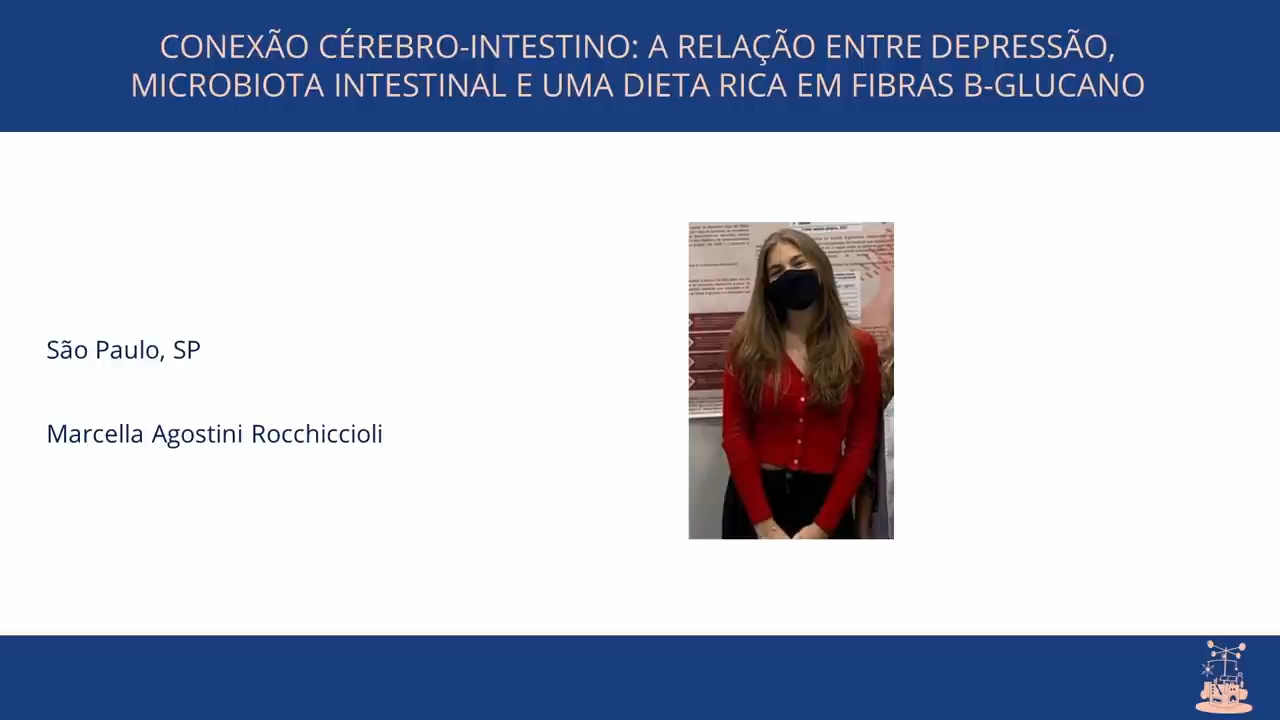 CONEXÃO CÉREBRO-INTESTINO: A RELAÇÃO ENTRE DEPRESSÃO,
MICROBIOTA INTESTINAL E UMA DIETA RICA EM FIBRAS B-GLUCANO
São Paulo, SP
Marcella Agostini Rocchiccioli